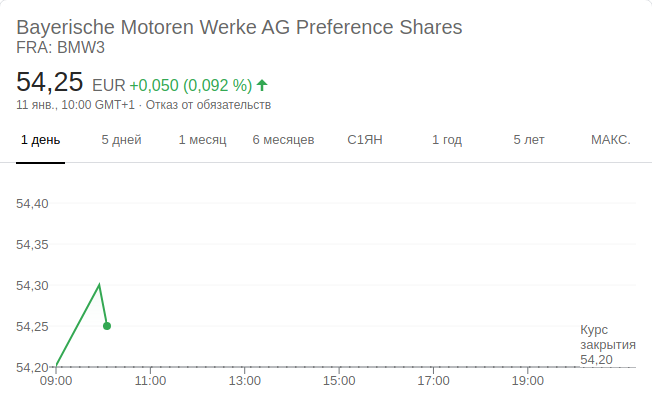 Bayerische Motoren Werke AG Preference Shares
FRA: BMW3
54,25 EUR +0,050 (0,092 %)
11 янв., 10:00 GMT+1 · Отказ от обязательств
1 день 5 дней 1 месяц 6 месяцев С1ЯН 1 год 5 лет МАКС.
54,40
54,35
54,30
54,25
Курс
закрытия
54,20
54,20
09:00 11:00 13:00 15:00 17:00 19:00